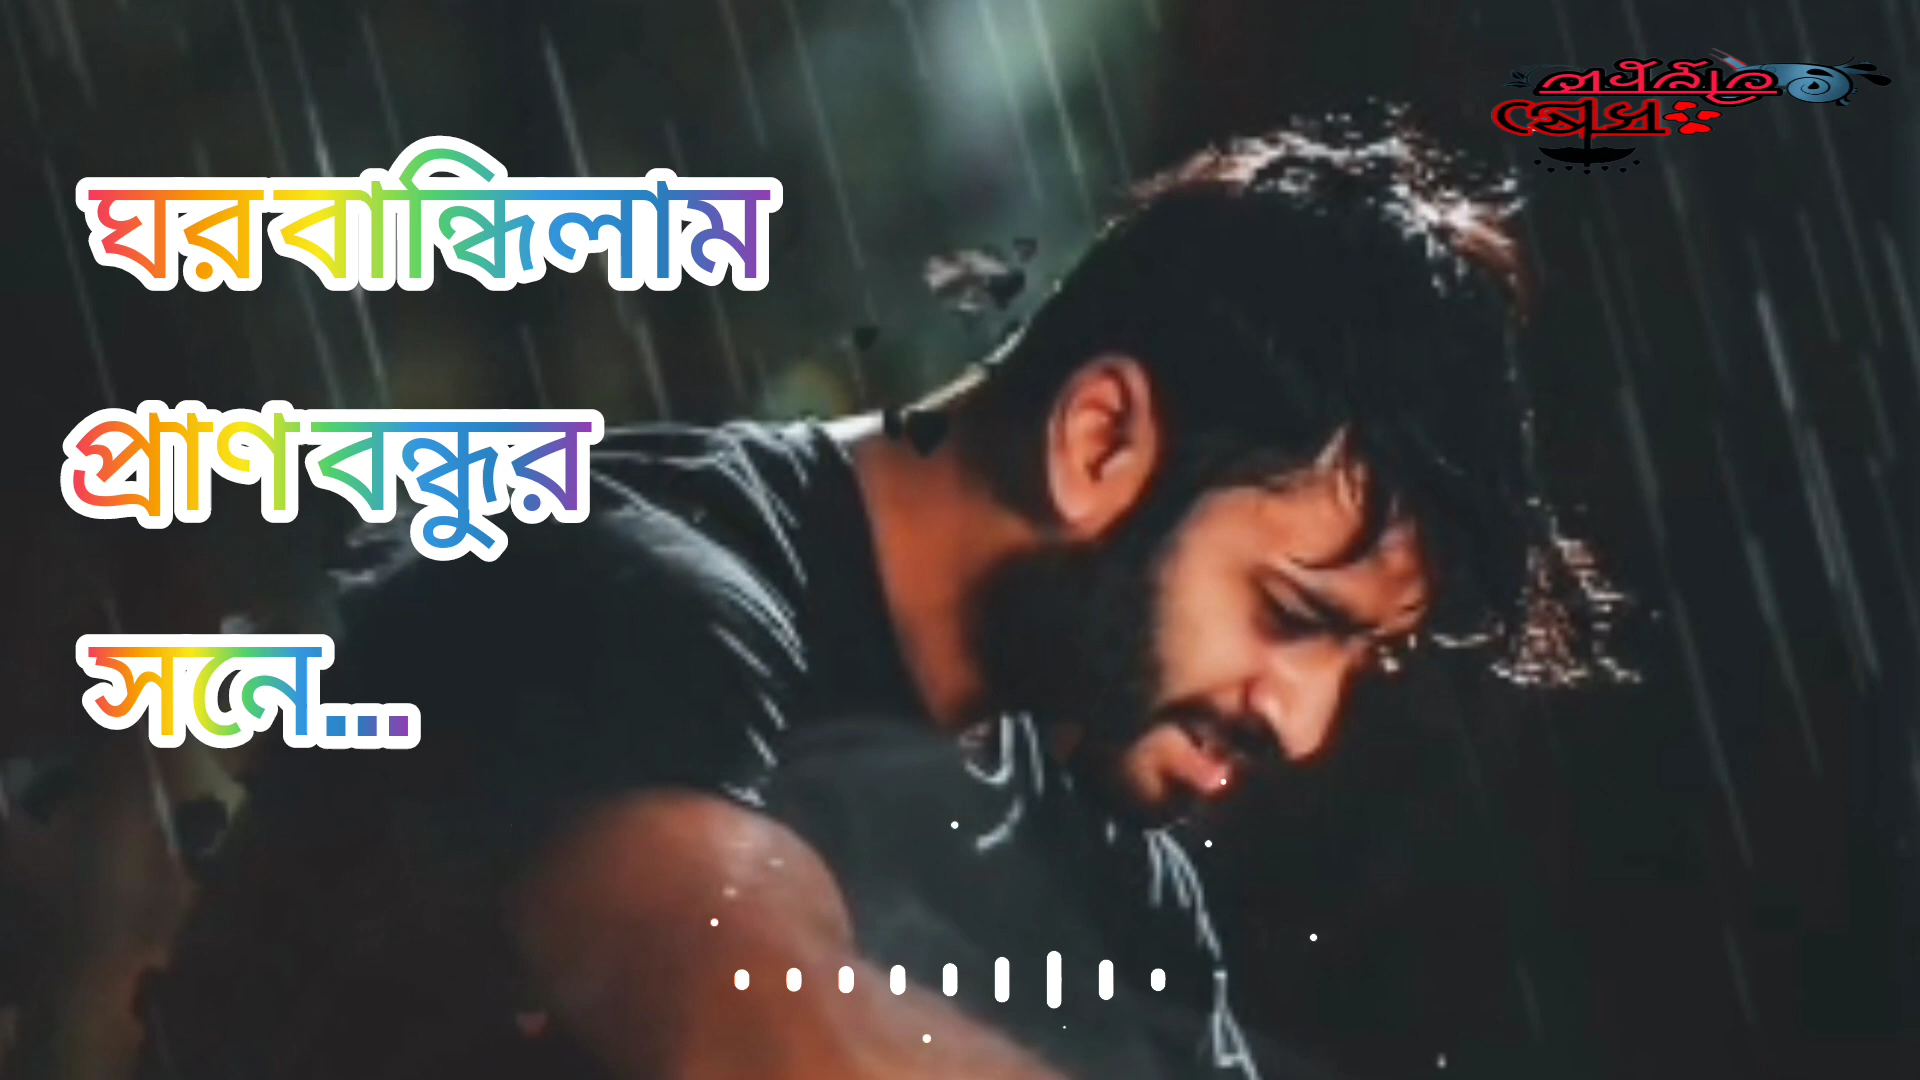 ঘর বান্ধিলাম
প্রাণ বন্ধুর
সনে...